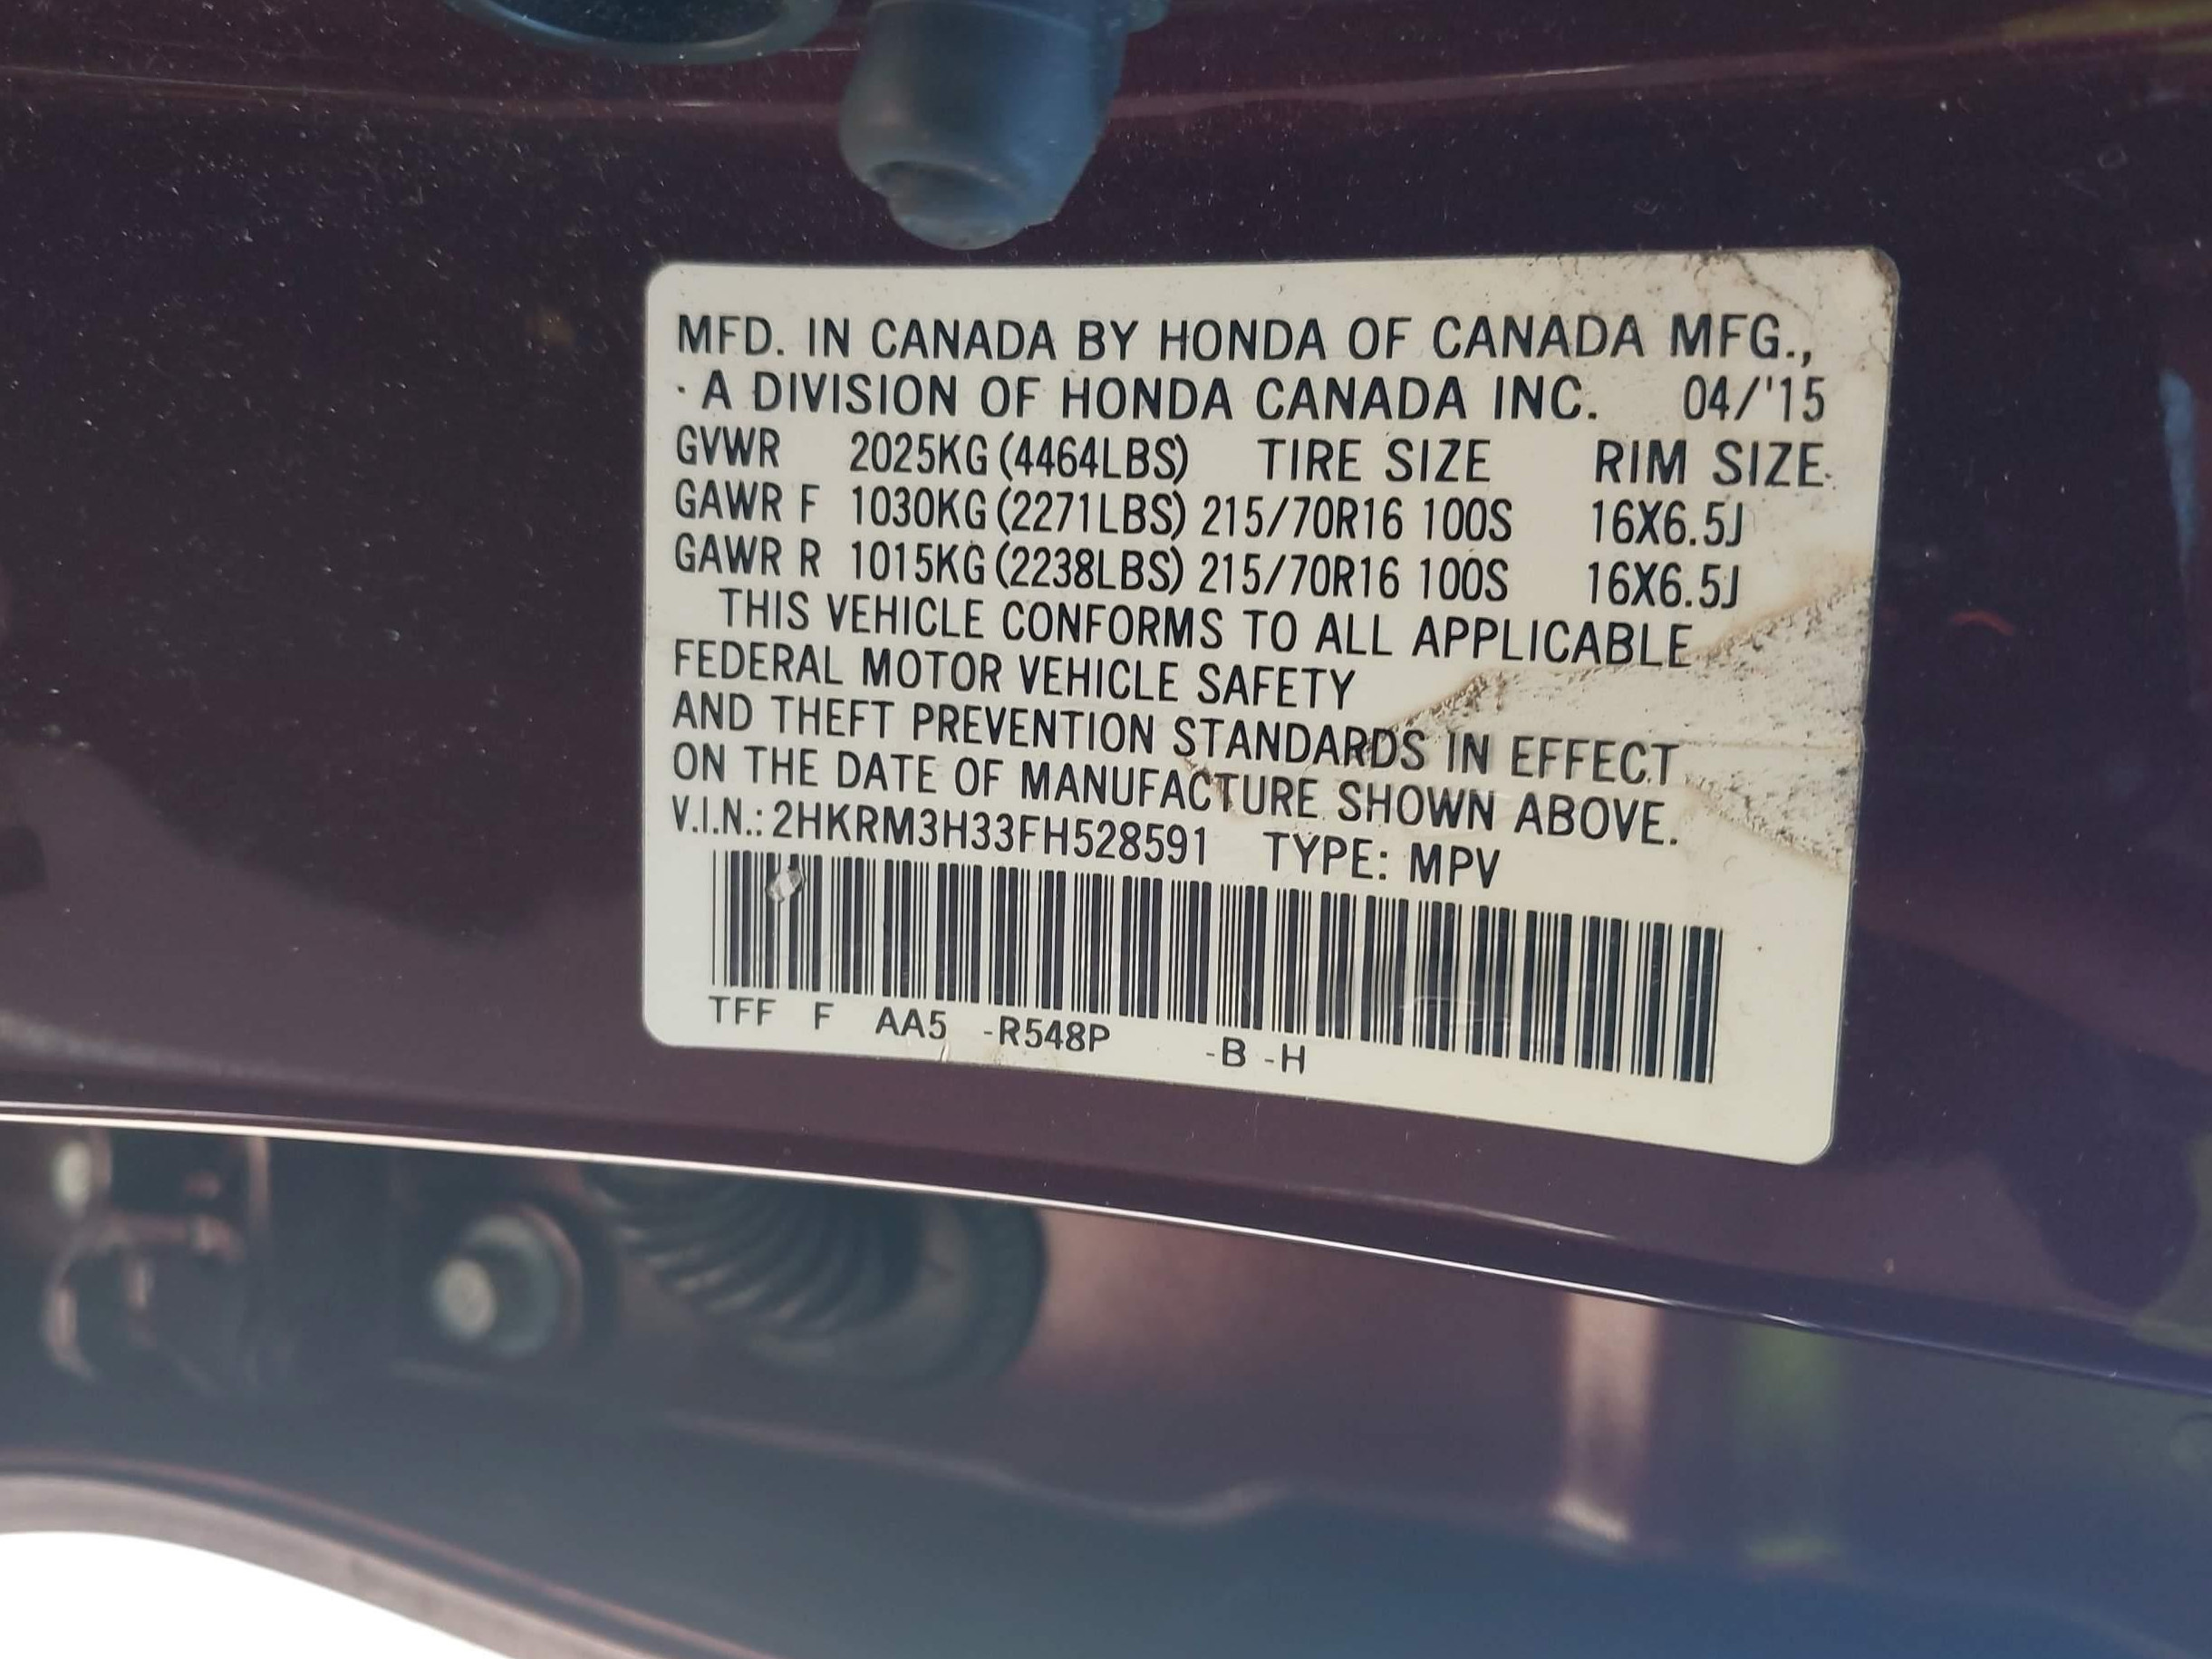 MFD. IN CANADA BY HONDA OF CANADA MFG.,
· A DIVISION OF HONDA CANADA INC. 04/'15
GVWR 2025KG (4464LBS) TIRE SIZE RIM SIZE
GAWR F 1030KG (2271LBS) 215/70R16 100S 16X6.5J
GAWR R 1015KG (2238LBS) 215/70R16 100S 16X6.5J
THIS VEHICLE CONFORMS TO ALL APPLICABLE
FEDERAL MOTOR VEHICLE SAFETY
AND THEFT PREVENTION STANDARDS IN EFFECT
ON THE DATE OF MANUFACTURE SHOWN ABOVE.
V.I.N.: 2HKRM3H33FH528591 TYPE: MPV
TFF F AA5 -R548P -B -H